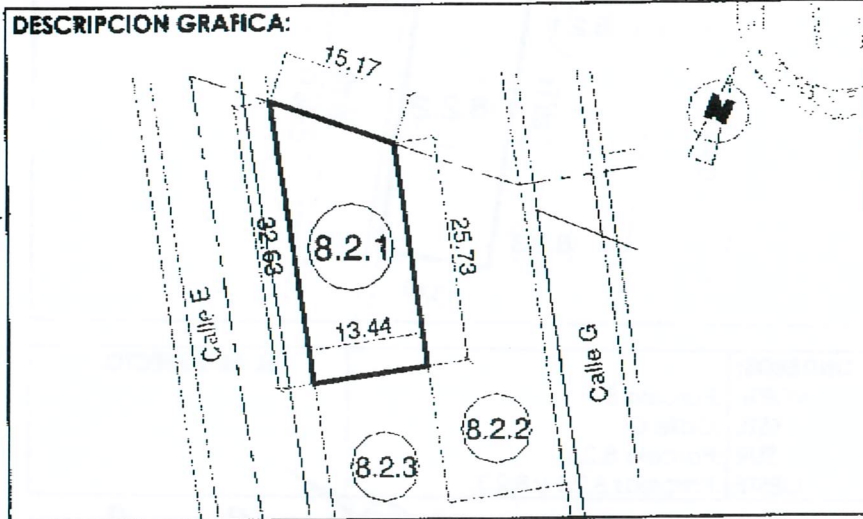 DESCRIPCION GRAFICA:
15.17
N
32.63
8.2.1
25.73
Calle E
13.44
Calle G
8.2.2
8.2.3